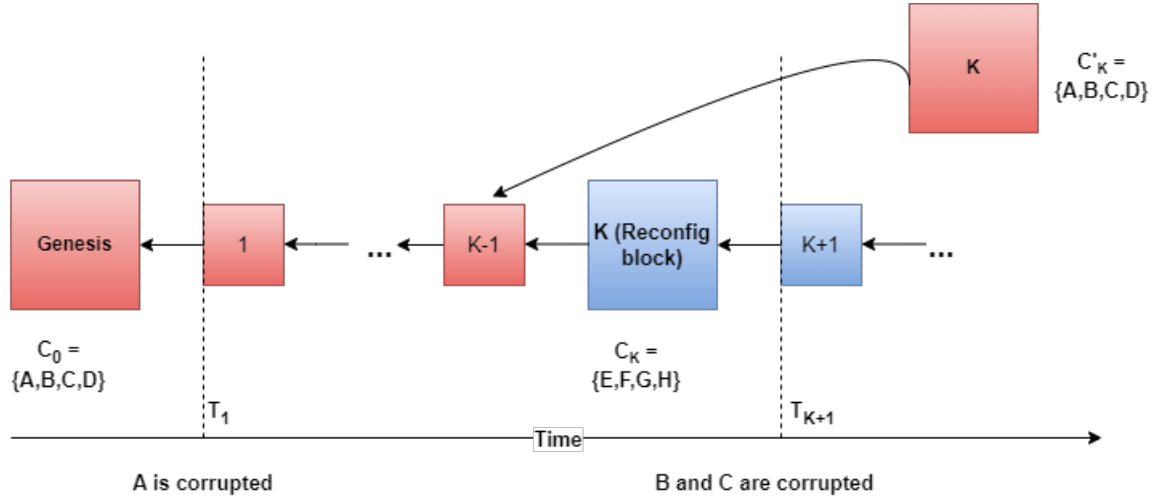 K
C'K =
{A,B,C,D}
Genesis
1
...
K-1
K (Reconfig
block)
K+1
...
C0 =
{A,B,C,D}
CK =
{E,F,G,H}
T1
TK+1
Time
A is corrupted
B and C are corrupted